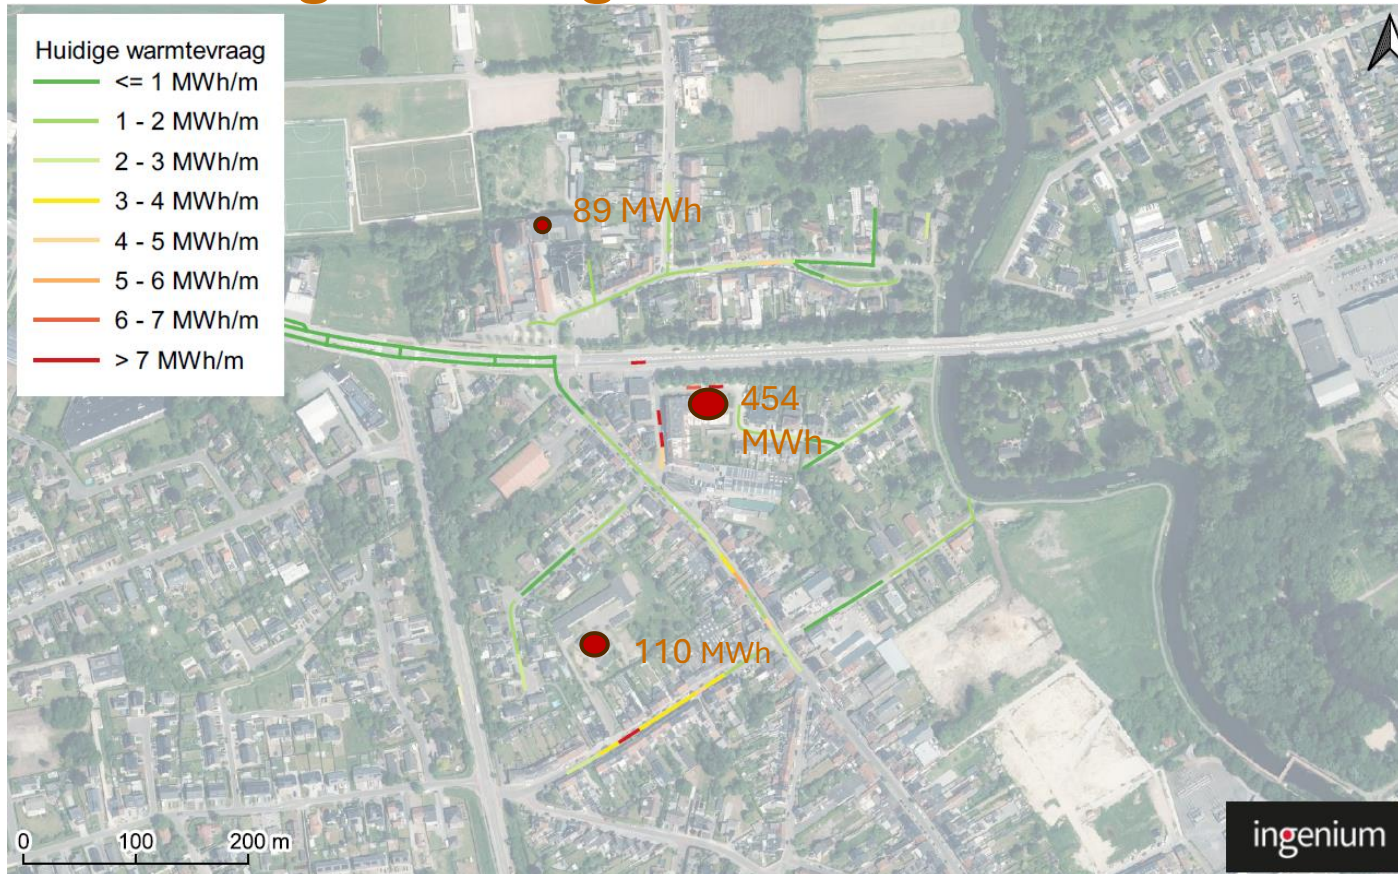 Huidige warmtevraag
<= 1 MWh/m
1 - 2 MWh/m
2 - 3 MWh/m
3 - 4 MWh/m
4 - 5 MWh/m
5 - 6 MWh/m
6 - 7 MWh/m
> 7 MWh/m
89 MWh
454
MWh
110 MWh
0 100 200 m
ingenium